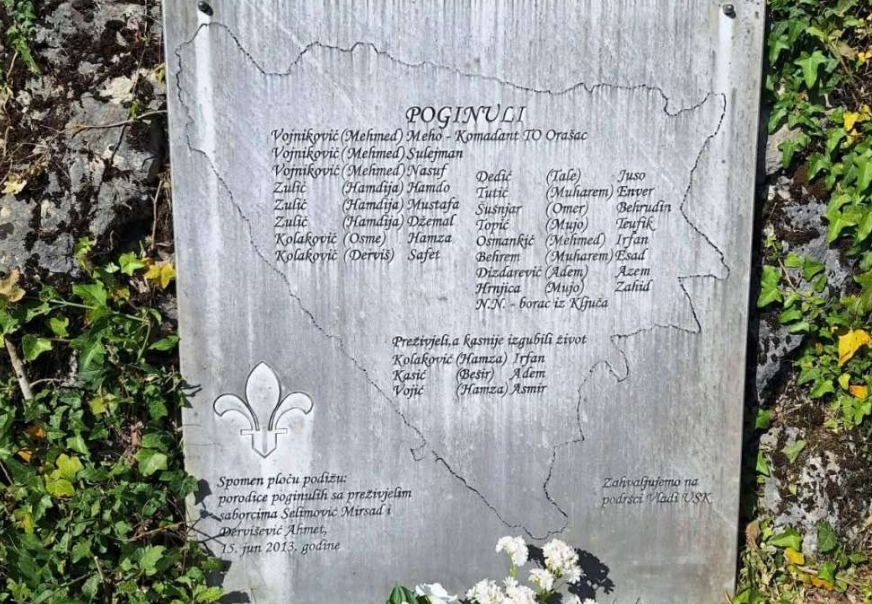 POGINULI
Vojniković (Mehmed) Meho - Komadant TO Orašac
Vojniković (Mehmed) Sulejman
Vojniković (Mehmed) Nasuf
Zulić (Hamdija) Hamdo
Zulić (Hamdija) Mustafa
Zulić (Hamdija) Džemal
Kolaković (Osme) Hamza
Kolaković (Derviš) Safet
Dedić (Tale) Juso
Tutić (Muharem) Enver
Šušnjar (Omer) Behrudin
Topić (Mujo) Teufik
Osmankić (Mehmed) Irfan
Behrem (Muharem) Esad
Dizdarević (Adem) Azem
Hrnjica (Mujo) Zahid
N.N. - borac iz Ključa
Preživjeli,a kasnije izgubili život
Kolaković (Hamza) Irfan
Kasić (Bešir) Adem
Vojić (Hamza) Asmir
Spomen ploču podižu:
porodice poginulih sa preživjelim
saborcima Selimović Mirsad i
Dervišević Ahmet,
15. jun 2013. godine
Zahvaljujemo na
podršci Vladi USK